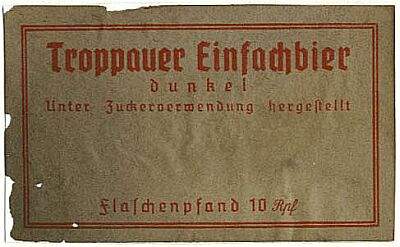 Troppauer Einfachbier
dunkel
Unter Zuckerverwendung hergestellt
Flaschenpfand 10 Rpf